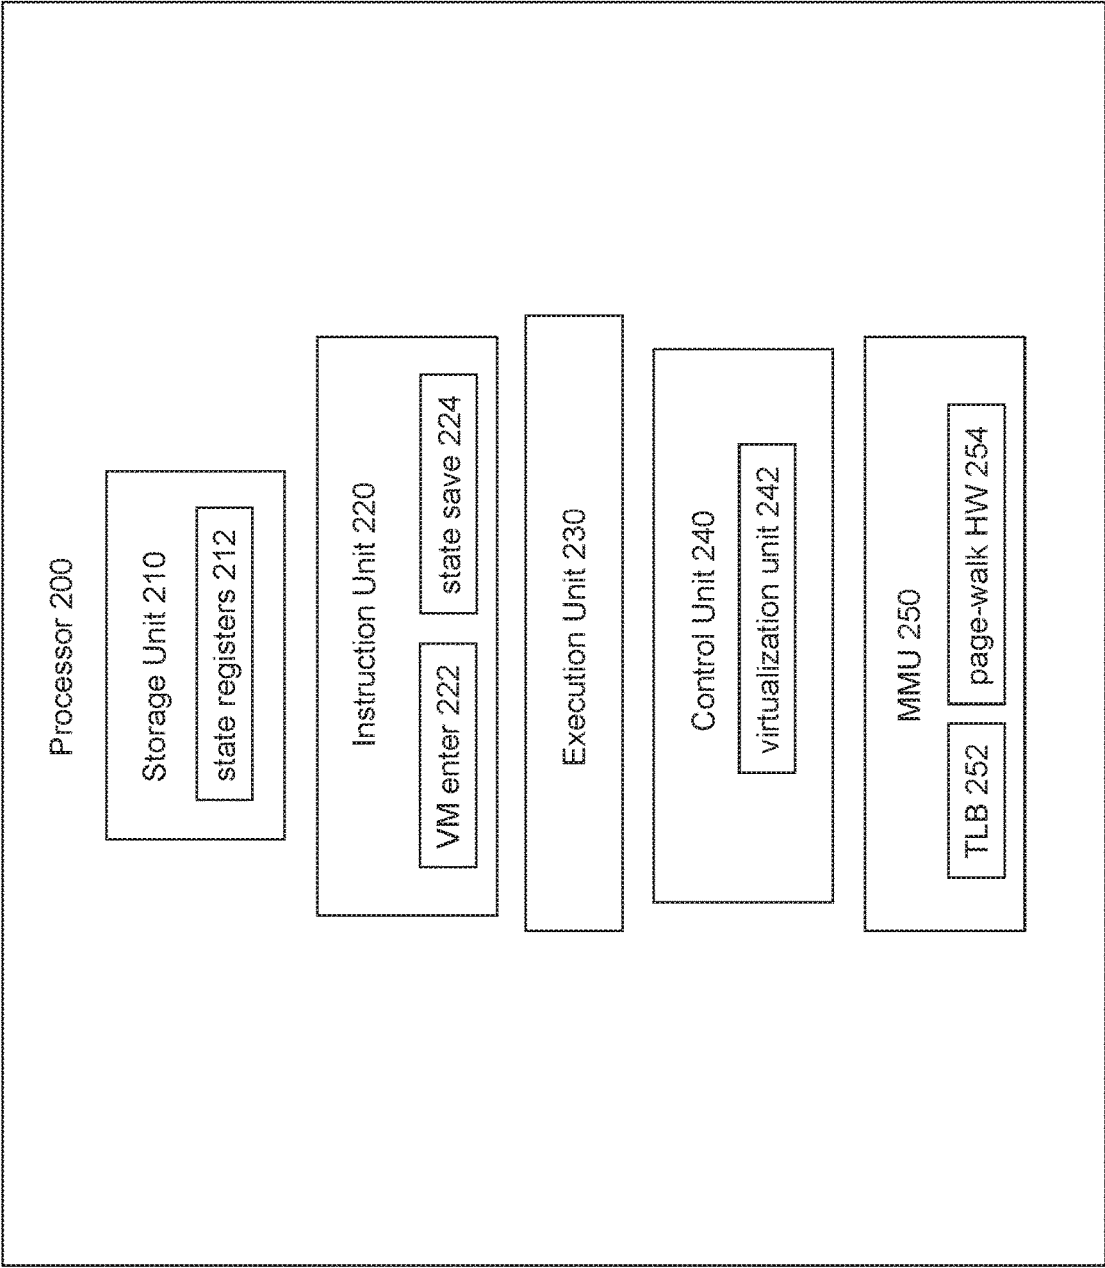 Processor 200
Storage Unit 210
state registers 212
Instruction Unit 220
VM enter 222
state save 224
Execution Unit 230
Control Unit 240
virtualization unit 242
MMU 250
TLB 252
page-walk HW 254